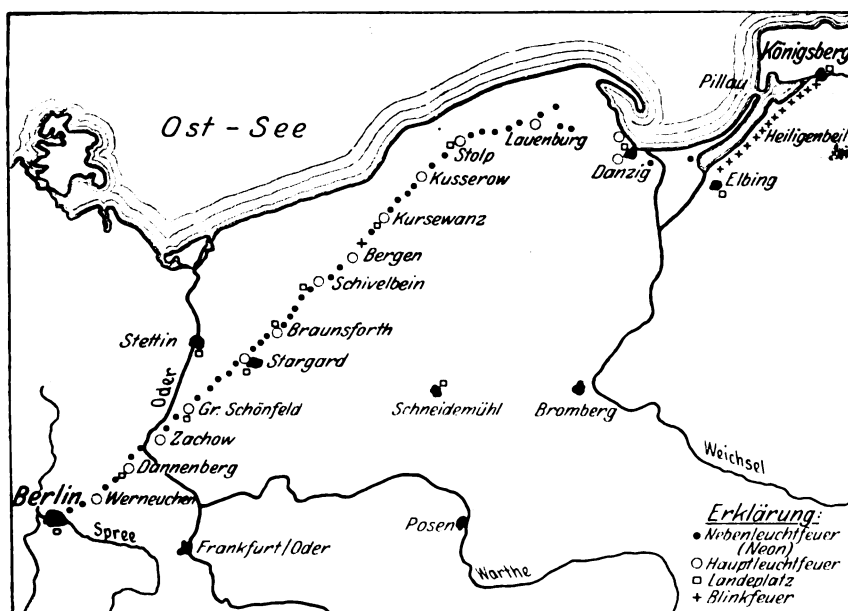 Königsberg
Pillau
Ost-See
Heiligenbeil
Lauenburg
Stolp
Danzig
Kusserow
Elbing
Kursewanz
Bergen
Schivelbein
Braunsforth
Stettin
Stargard
Oder
Gr. Schönfeld
Schneidemühl
Bromberg
Zachow
Weichsel
Dannenberg
Berlin
Werneuchen
Spree
Posen
Frankfurt/Oder
Warthe
Erklärung:
Nebenleuchtfeuer
(Neon)
Hauptleuchtfeuer
Landeplatz
Blinkfeuer